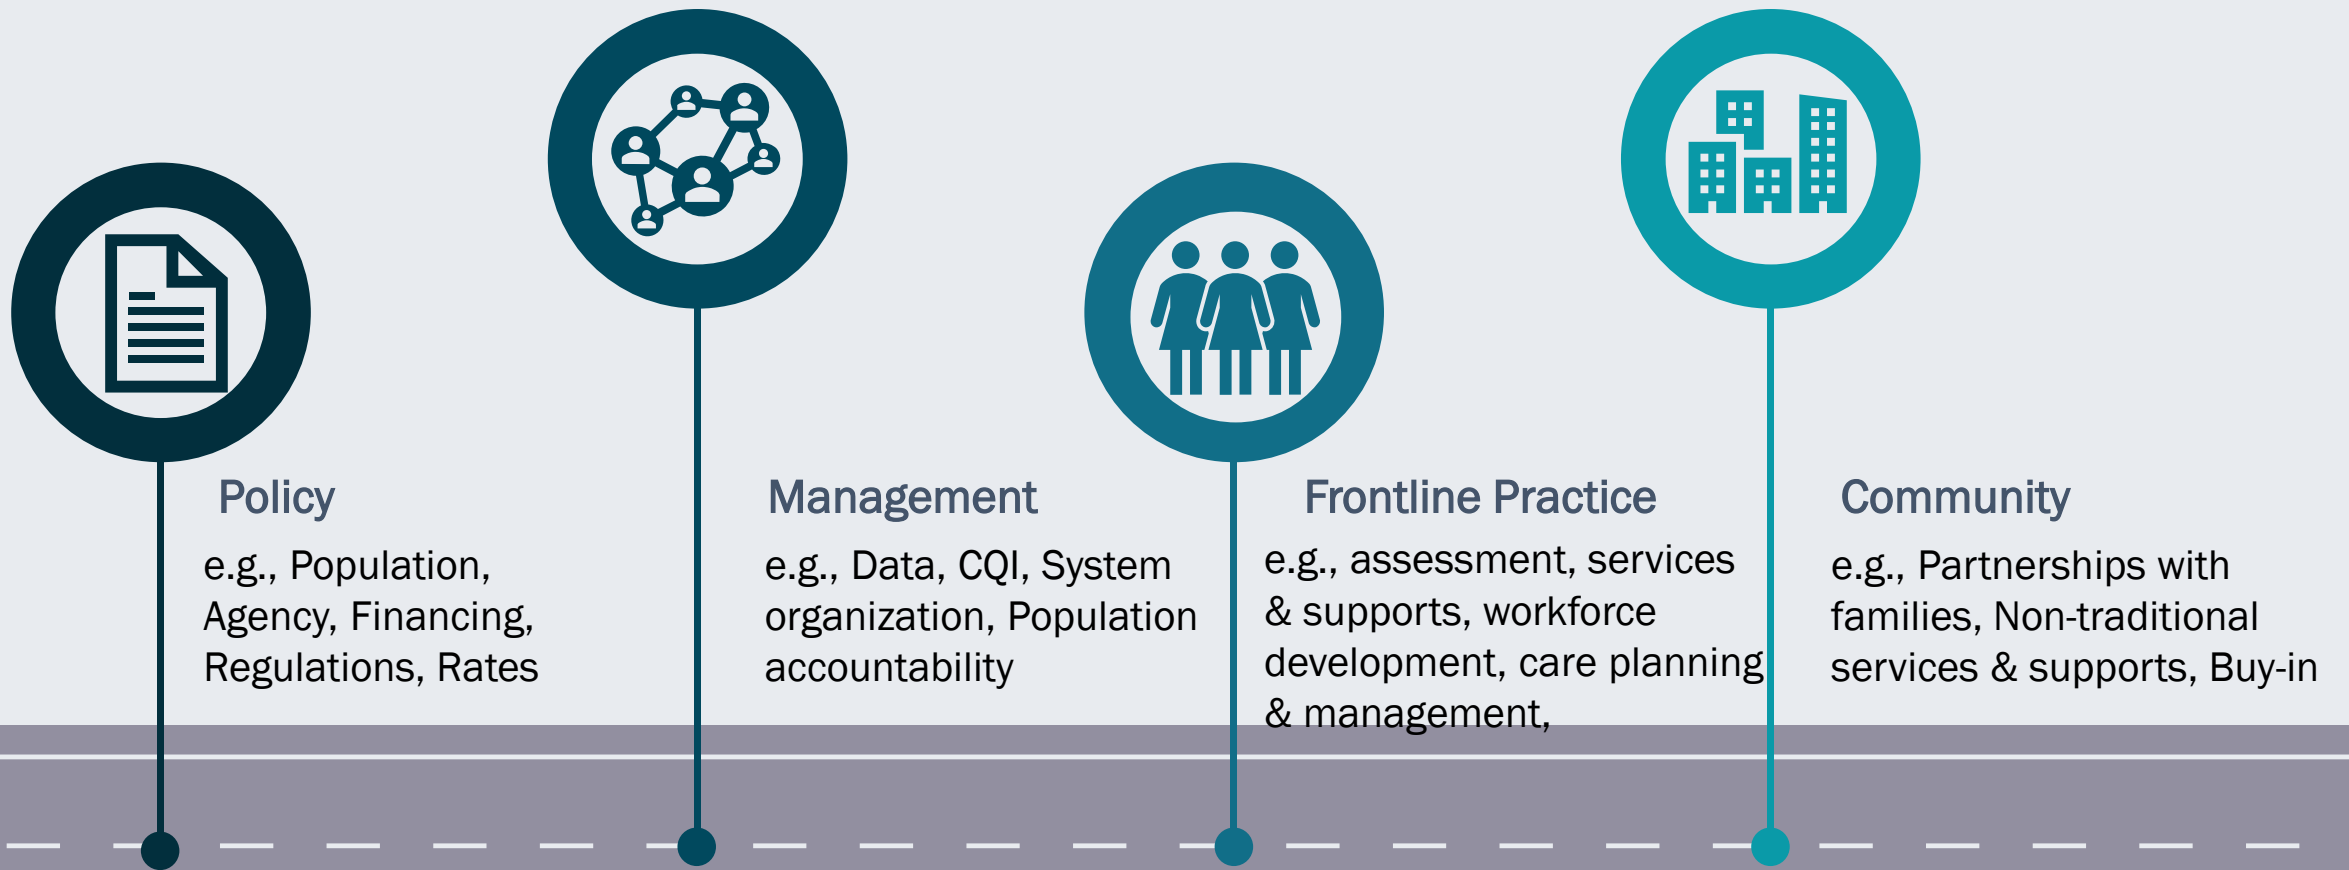 Policy
e.g., Population,
Agency, Financing,
Regulations, Rates
Management
e.g., Data, CQI, System
organization, Population
accountability
Frontline Practice
e.g., assessment, services
& supports, workforce
development, care planning
& management,
Community
e.g., Partnerships with
families, Non-traditional
services & supports, Buy-in